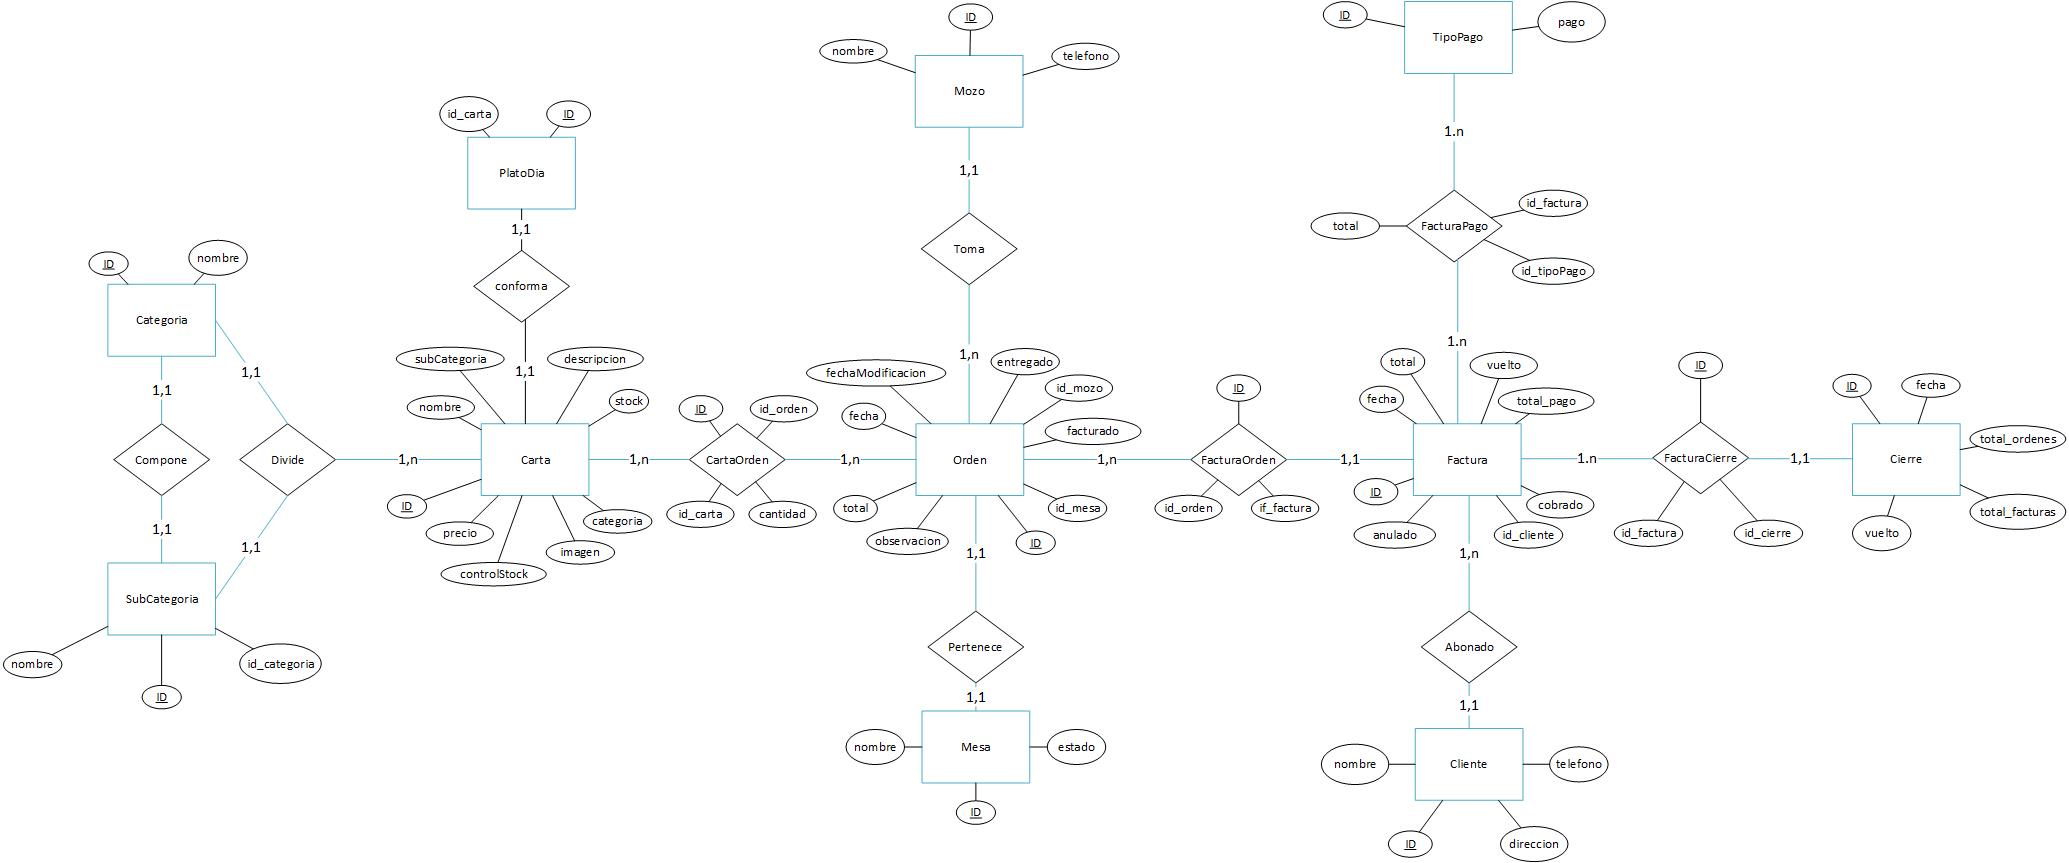 ID
nombre
Categoria
1,1
1,1
Compone
Divide
1,n
1,1
1,1
SubCategoria
nombre
ID
id_categoria
id_carta
ID
PlatoDia
1,1
conforma
1,1
subCategoria
descripcion
nombre
stock
Carta
ID
precio
controlStock
imagen
categoria
1,n
ID
id_orden
CartaOrden
id_carta
cantidad
1,n
ID
nombre
telefono
Mozo
1,1
Toma
1,n
fechaModificacion
entregado
id_mozo
fecha
facturado
Orden
total
observacion
ID
id_mesa
1,1
Pertenece
1,1
nombre
Mesa
estado
ID
1,n
ID
FacturaOrden
id_orden
if_factura
1,1
ID
TipoPago
pago
1.n
id_factura
total
FacturaPago
id_tipoPago
1.n
total
vuelto
fecha
total_pago
Factura
ID
anulado
id_cliente
cobrado
1,n
Abonado
1,1
nombre
Cliente
telefono
ID
direccion
1.n
ID
FacturaCierre
id_factura
id_cierre
1,1
ID
fecha
total_ordenes
Cierre
total_facturas
vuelto